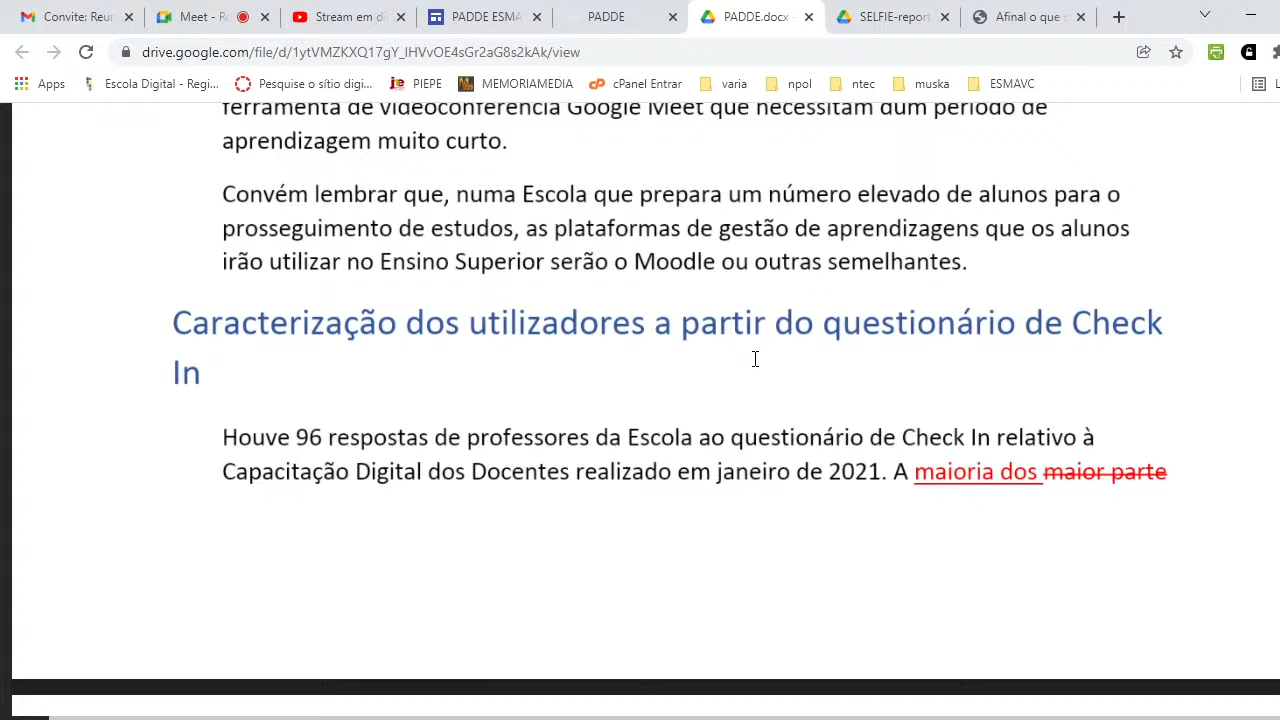 Convite: Reur
Meet - R
Stream em di
PADDE ESMA
PADDE
PADDE.docx
SELFIE-report
Afinal o que s
drive.google.com/file/d/1ytVMZKXQ17gY_IHVvOE4sGr2aG8s2kAk/view
Apps
Escola Digital - Regi...
Pesquise o sítio digi...
PIEPE
MEMORIAMEDIA
cPanel Entrar
varia
npol
ntec
muska
ESMAVC
ferramenta de videoconferência Google Meet que necessitam dum período de
aprendizagem muito curto.
Convém lembrar que, numa Escola que prepara um número elevado de alunos para o
prosseguimento de estudos, as plataformas de gestão de aprendizagens que os alunos
irão utilizar no Ensino Superior serão o Moodle ou outras semelhantes.
Caracterização dos utilizadores a partir do questionário de Check
In
Houve 96 respostas de professores da Escola ao questionário de Check In relativo à
Capacitação Digital dos Docentes realizado em janeiro de 2021. A maioria dos maior parte